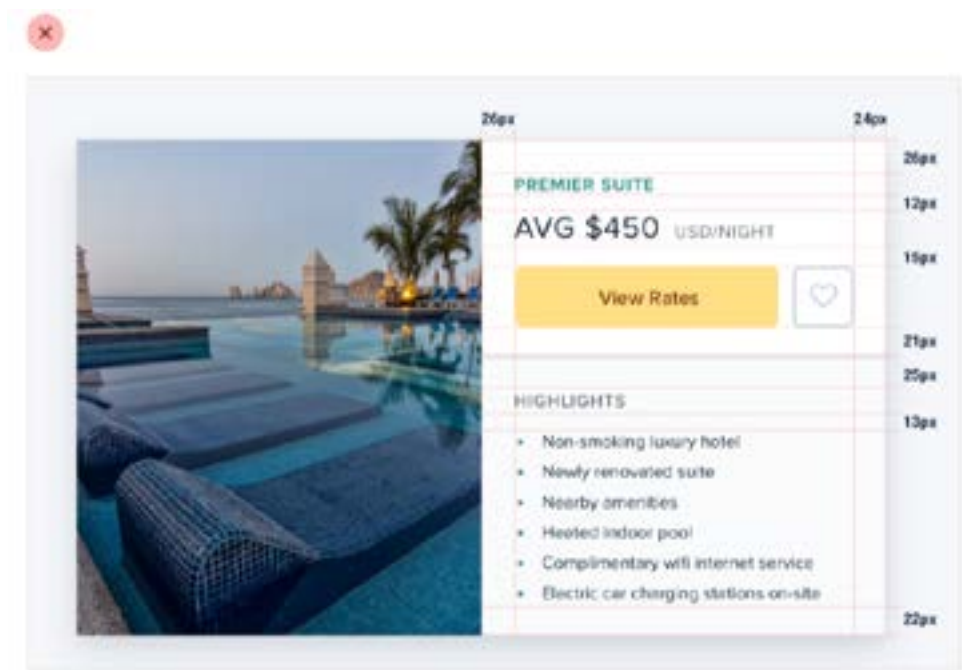 26px 24px
26px
PREMIER SUITE
12px
AVG $450 USD/NIGHT
15px
View Rates
21px
25px
HIGHLIGHTS
13px
• Non-smoking luxury hotel
• Newly renovated suite
• Nearby amenities
• Heated indoor pool
• Complimentary wifi internet service
• Electric car charging stations on-site
22px